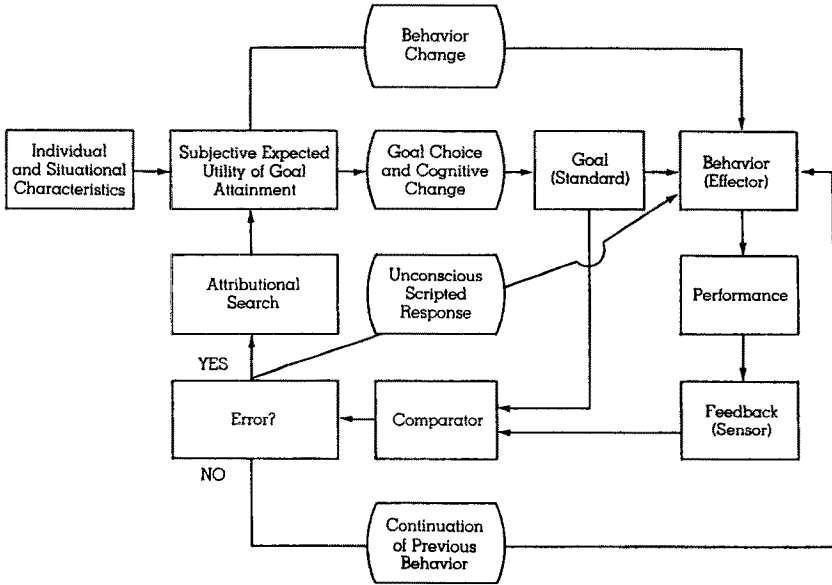 Behavior
Change
Individual
and Situational
Characteristics
Subjective Expected
Utility of Goal
Attainment
Goal Choice
and Cognitive
Change
Goal
(Standard)
Behavior
(Effector)
Attributional
Search
Unconscious
Scripted
Response
Performance
YES
Error?
Comparator
Feedback
(Sensor)
NO
Continuation
of Previous
Behavior